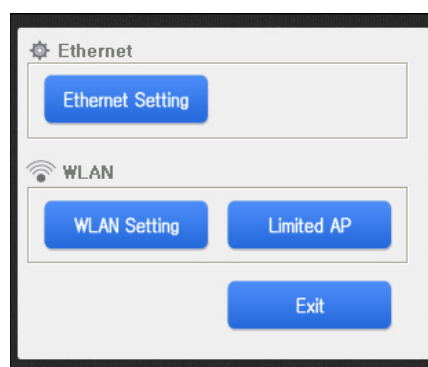 Ethernet
Ethernet Setting
WLAN
WLAN Setting
Limited AP
Exit